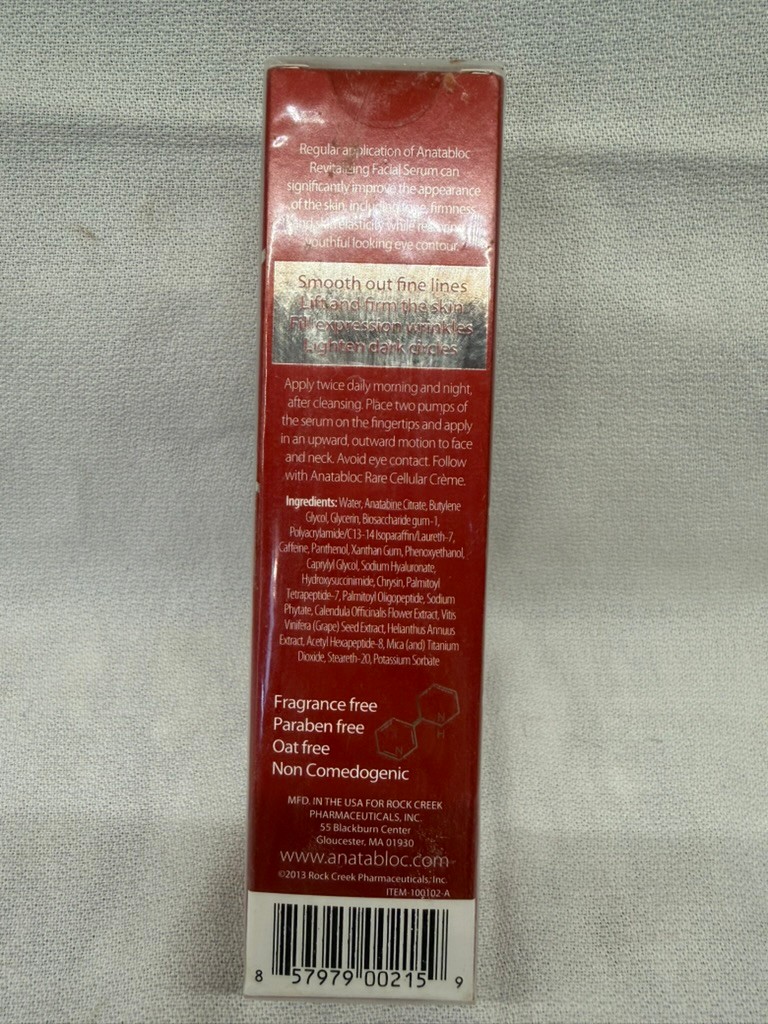 Regular application of Anatabloc
Revitalizing Facial Serum can
significantly improve the appearance
of the skin, including tone, firmness
and skin elasticity while
youthful looking eye contour.
Smooth out fine lines
Lift and firm the skin
Fill expression wrinkles
Lighten dark circles
Apply twice daily morning and night,
after cleansing. Place two pumps of
the serum on the fingertips and apply
in an upward, outward motion to face
and neck. Avoid eye contact. Follow
with Anatabloc Rare Cellular Crème.
Ingredients: Water, Anatabine Citrate, Butylene
Glycol, Glycerin, Biosaccharide gum-1,
Polyacrylamide/C13-14 Isoparaffin/Laureth-7,
Caffeine, Panthenol, Xanthan Gum, Phenoxyethanol,
Caprylyl Glycol, Sodium Hyaluronate,
Hydroxysuccinimide, Chrysin, Palmitoyl
Tetrapeptide-7, Palmitoyl Oligopeptide, Sodium
Phytate, Calendula Officinalis Flower Extract, Vitis
Vinifera (Grape) Seed Extract, Helianthus Annuus
Extract, Acetyl Hexapeptide-8, Mica (and) Titanium
Dioxide, Steareth-20, Potassium Sorbate
Fragrance free
Paraben free
Oat free
Non Comedogenic
N
H
N
MFD. IN THE USA FOR ROCK CREEK
PHARMACEUTICALS, INC.
55 Blackburn Center
Gloucester, MA 01930
www.anatabloc.com
©2013 Rock Creek Pharmaceuticals, Inc.
ITEM-100102-A
8 57979 00215 9